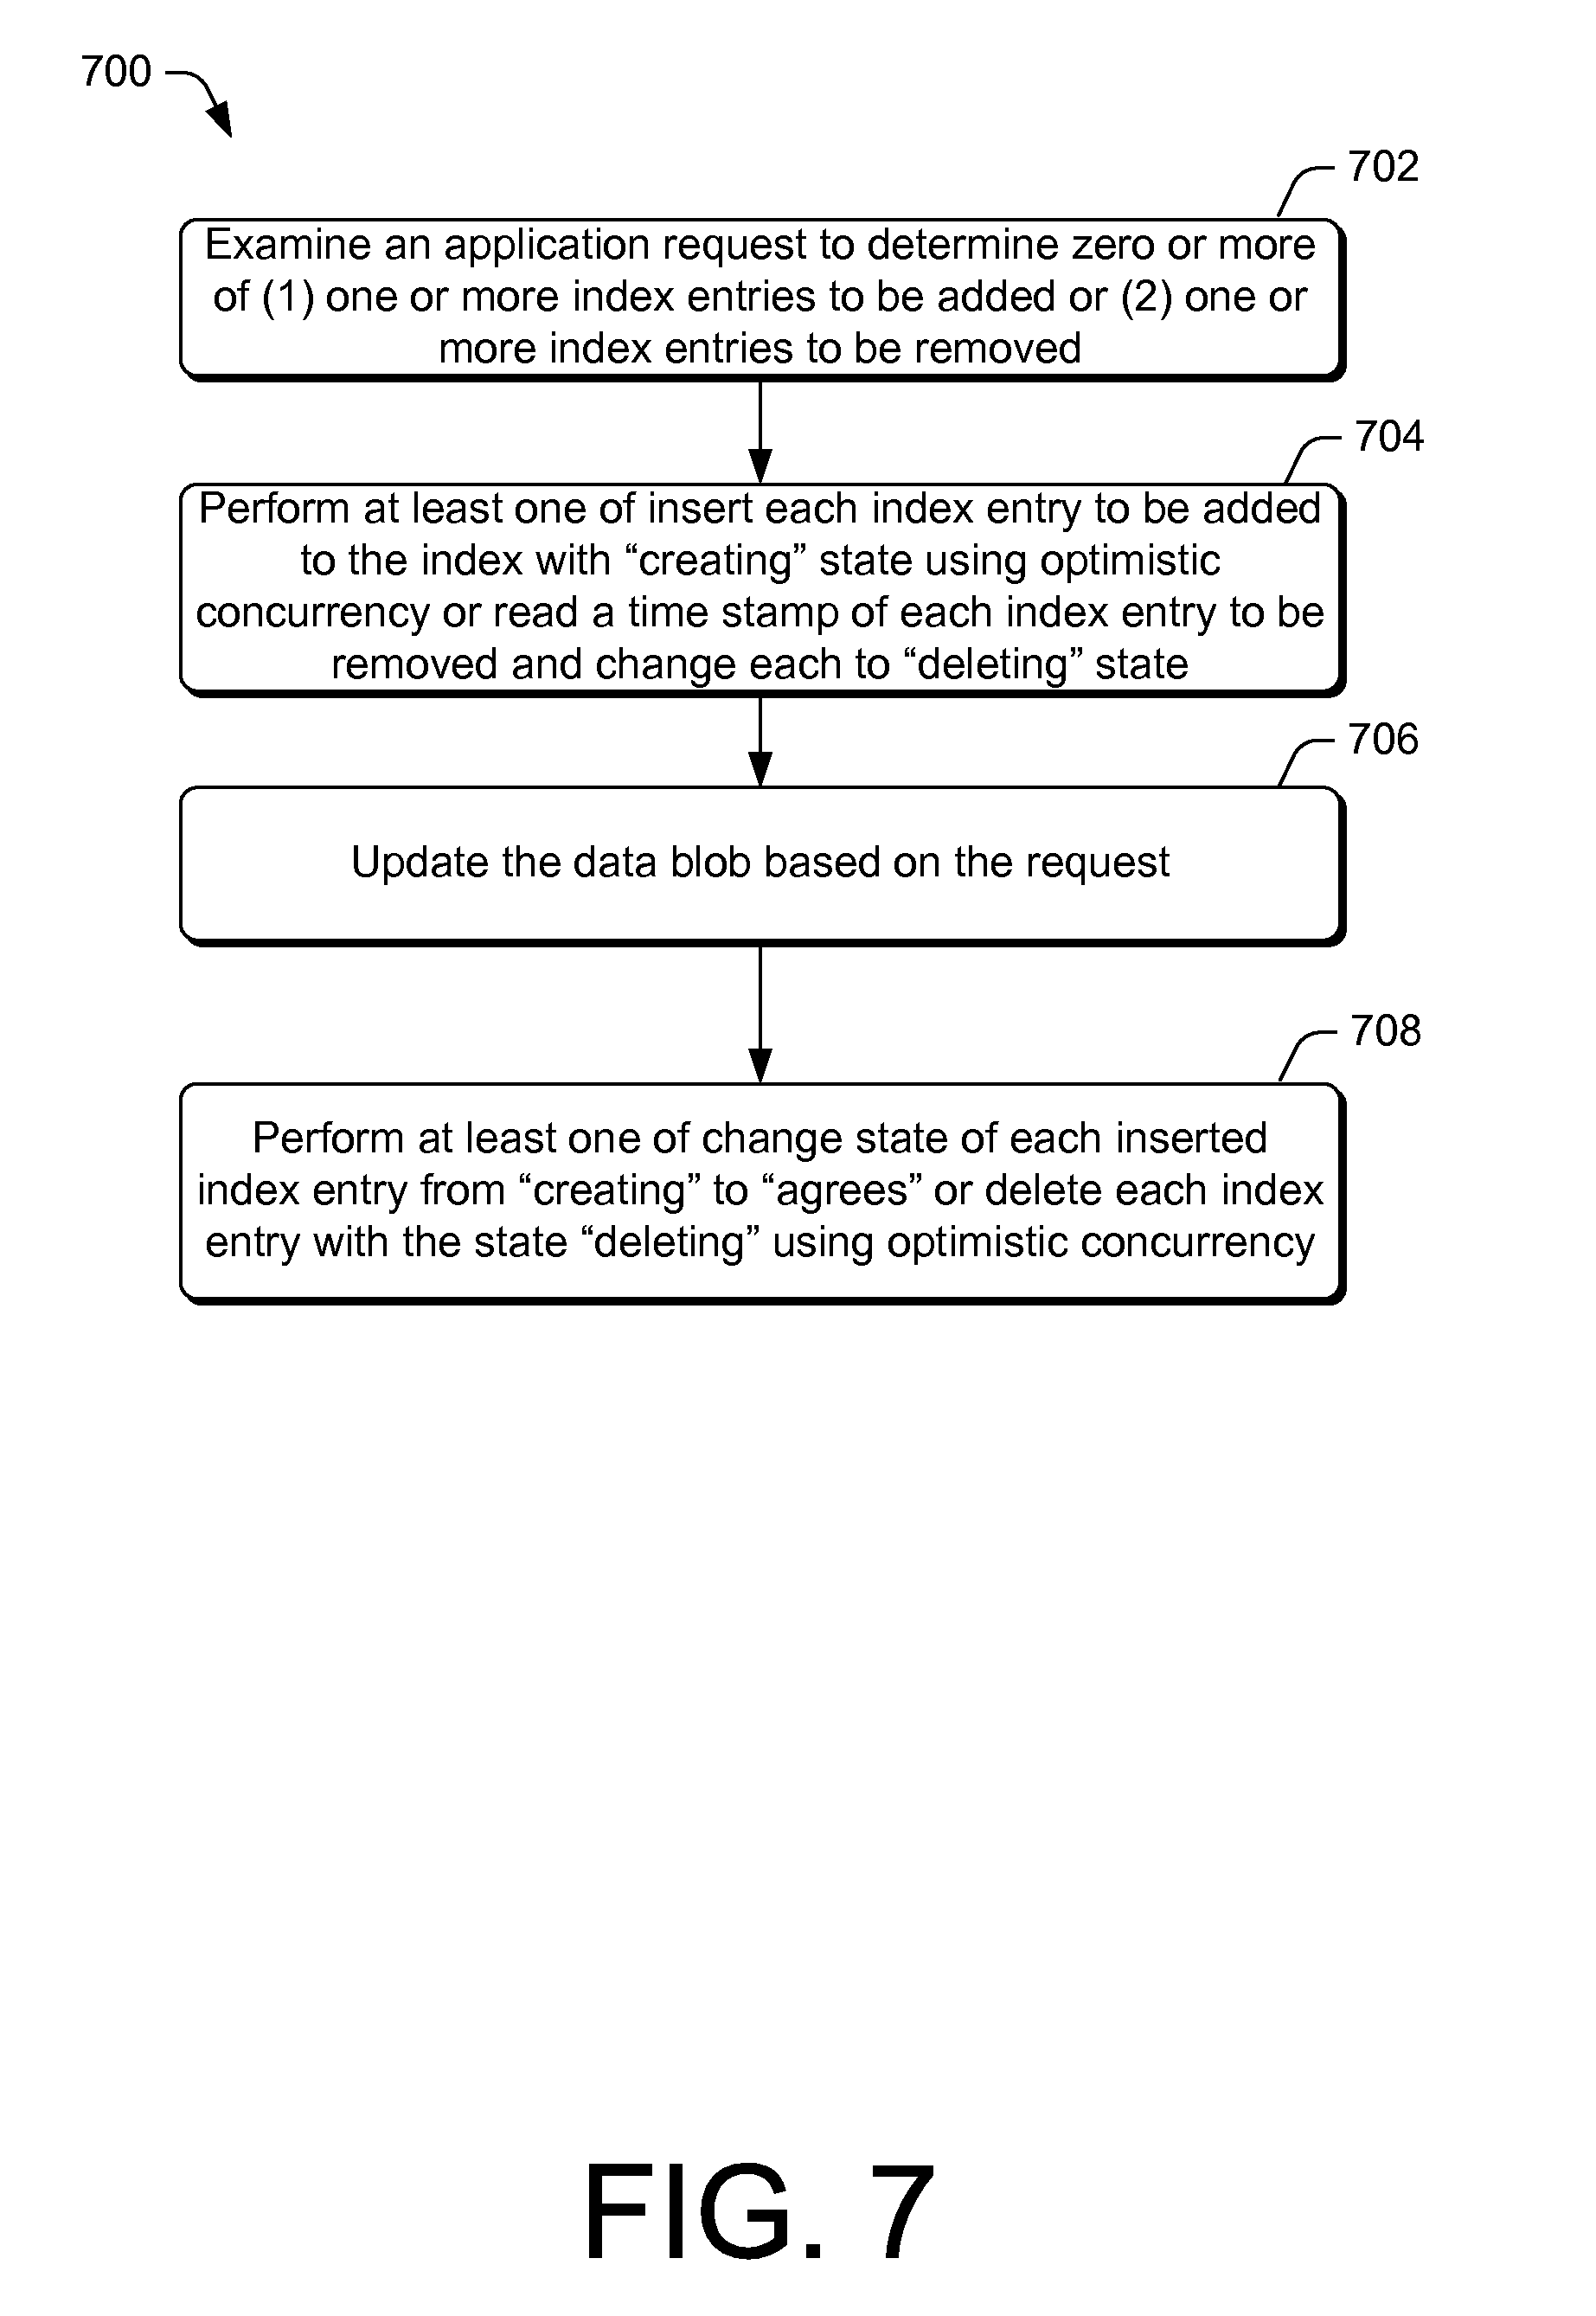 700
702
Examine an application request to determine zero or more
of (1) one or more index entries to be added or (2) one or
more index entries to be removed
704
Perform at least one of insert each index entry to be added
to the index with “creating” state using optimistic
concurrency or read a time stamp of each index entry to be
removed and change each to “deleting” state
706
Update the data blob based on the request
708
Perform at least one of change state of each inserted
index entry from “creating” to “agrees” or delete each index
entry with the state “deleting” using optimistic concurrency
FIG. 7